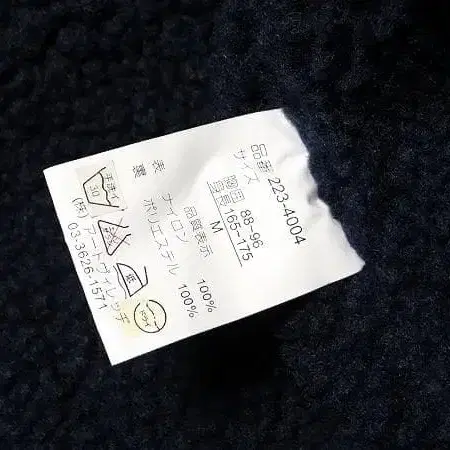 品番 223-4004
サイズ
胸囲 88-96
身長 165-175
M
品質表示
表 ナイロン 100%
裏 ポリエステル 100%
手洗イ
30
ドライ
(株)アートヴィレッヂ
03-3626-1571